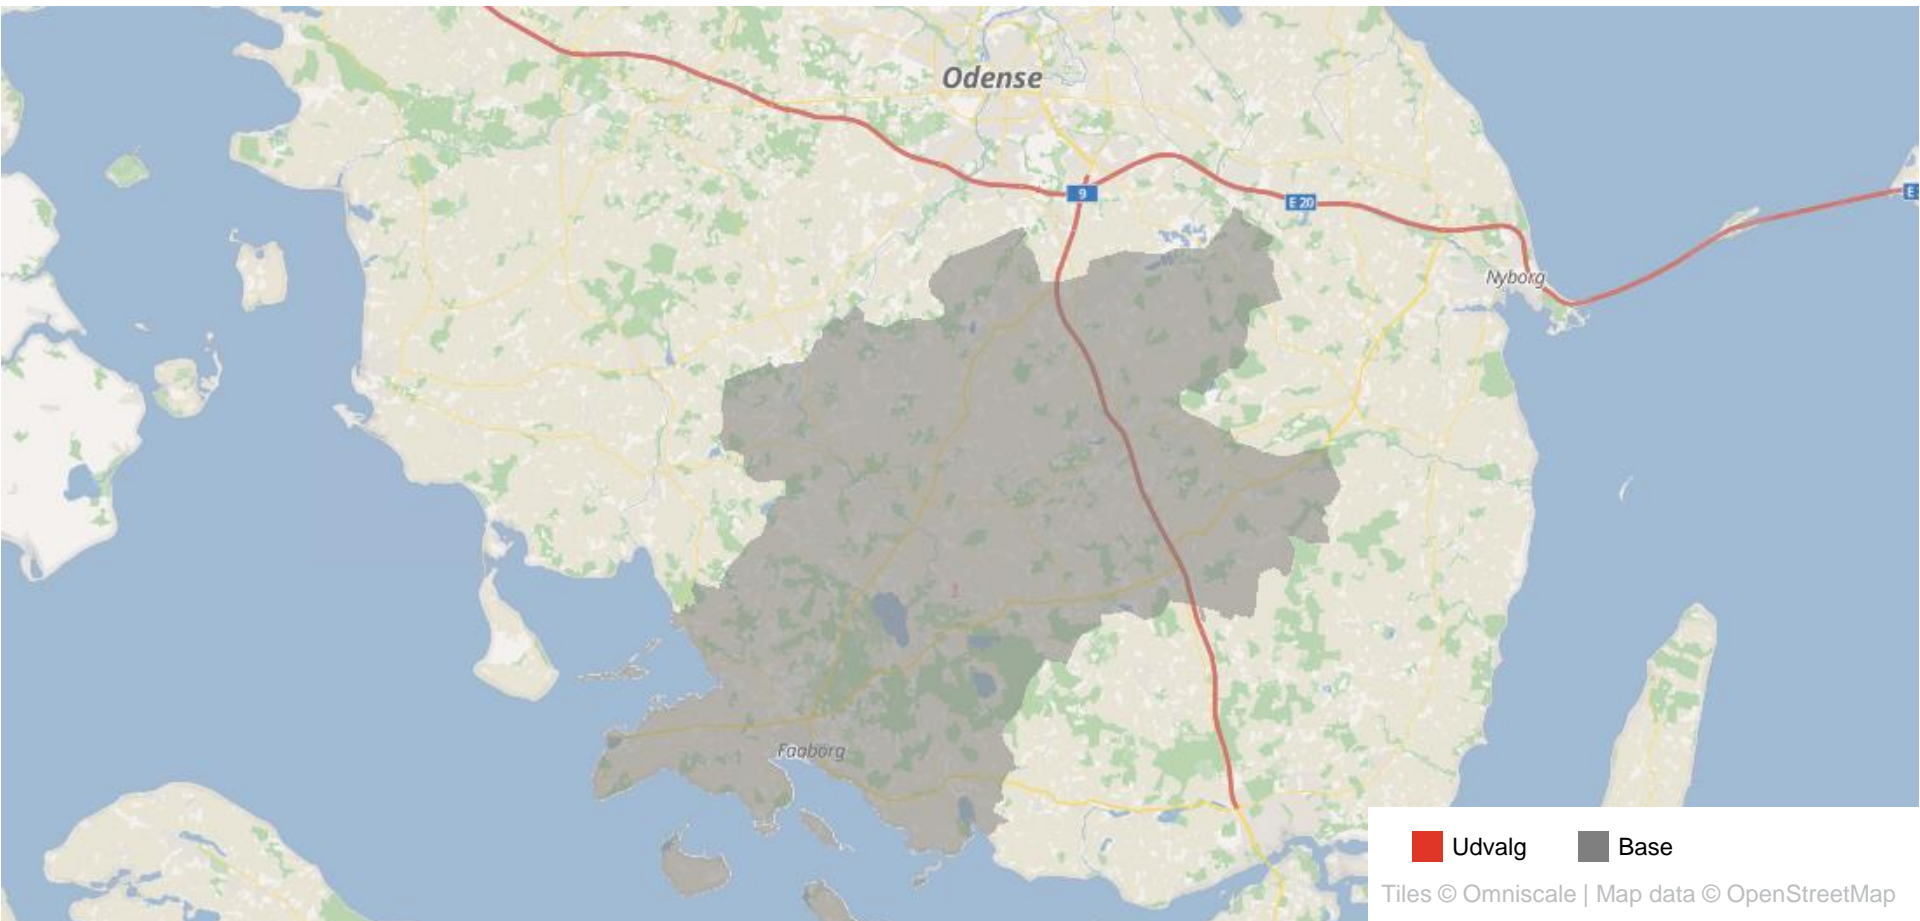 Odense
9
E 20
E
Nyborg
Faaborg
Udvalg
Base
Tiles © Omniscale | Map data © OpenStreetMap